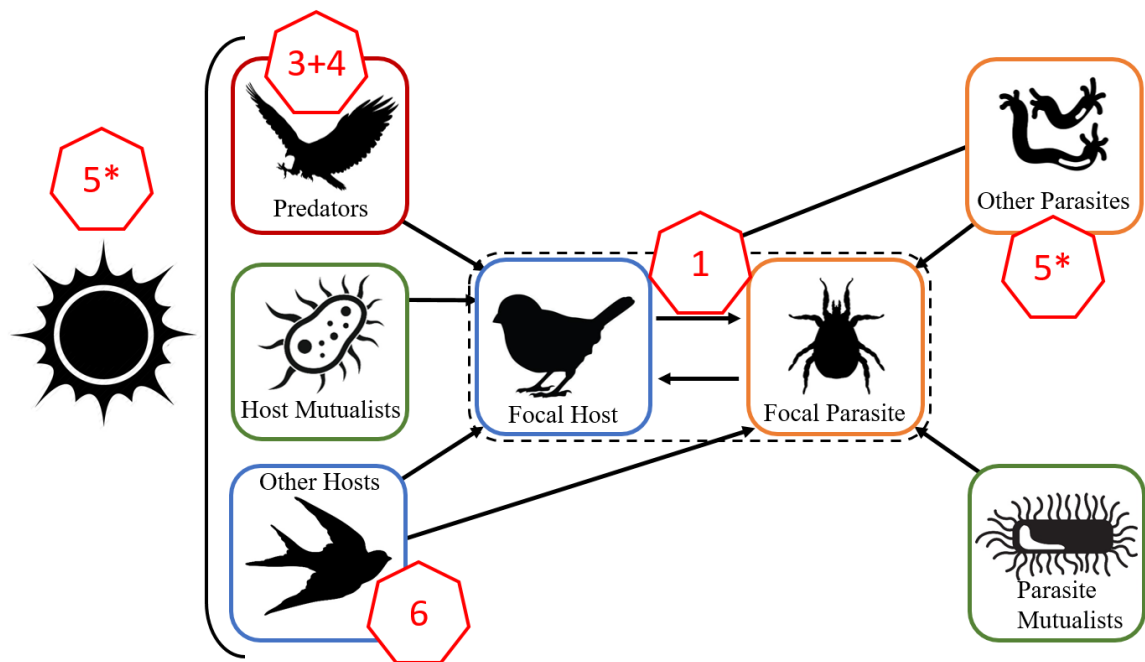 3+4
Predators
5*
Other Parasites
5*
1
Host Mutualists
Focal Host
Focal Parasite
Other Hosts
6
Parasite
Mutualists